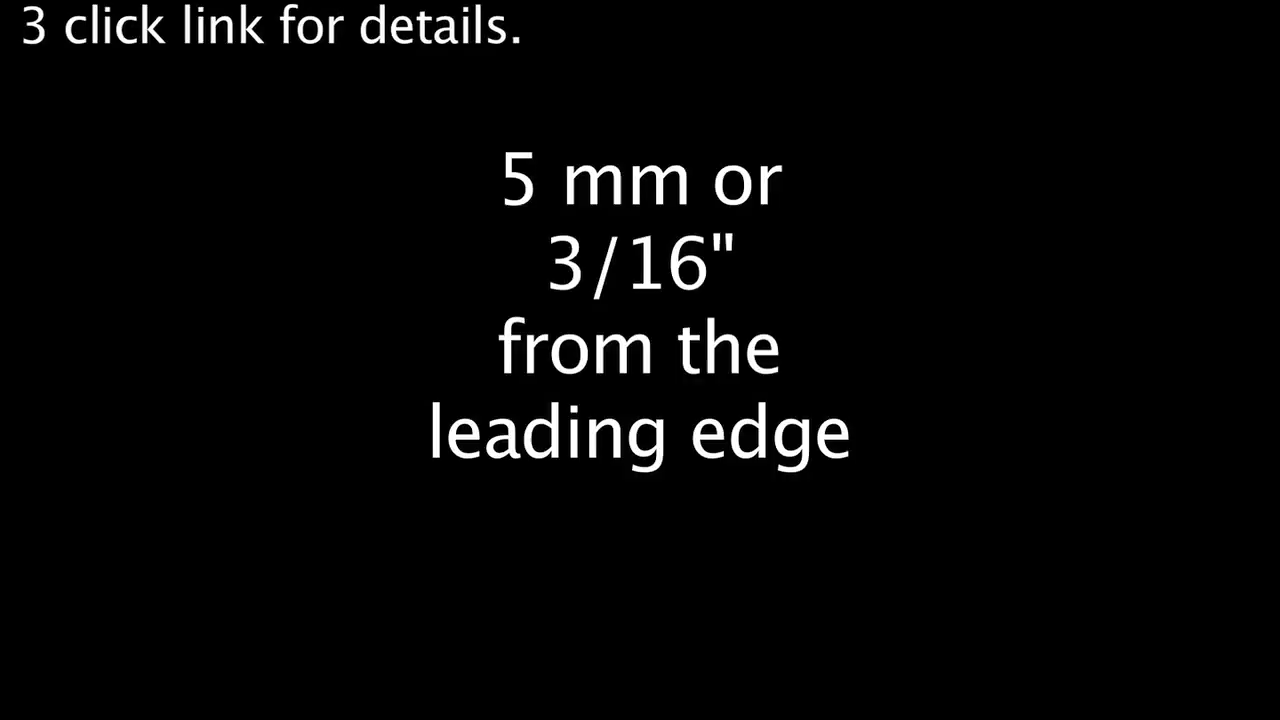 3 click link for details.
5 mm or
3/16"
from the
leading edge